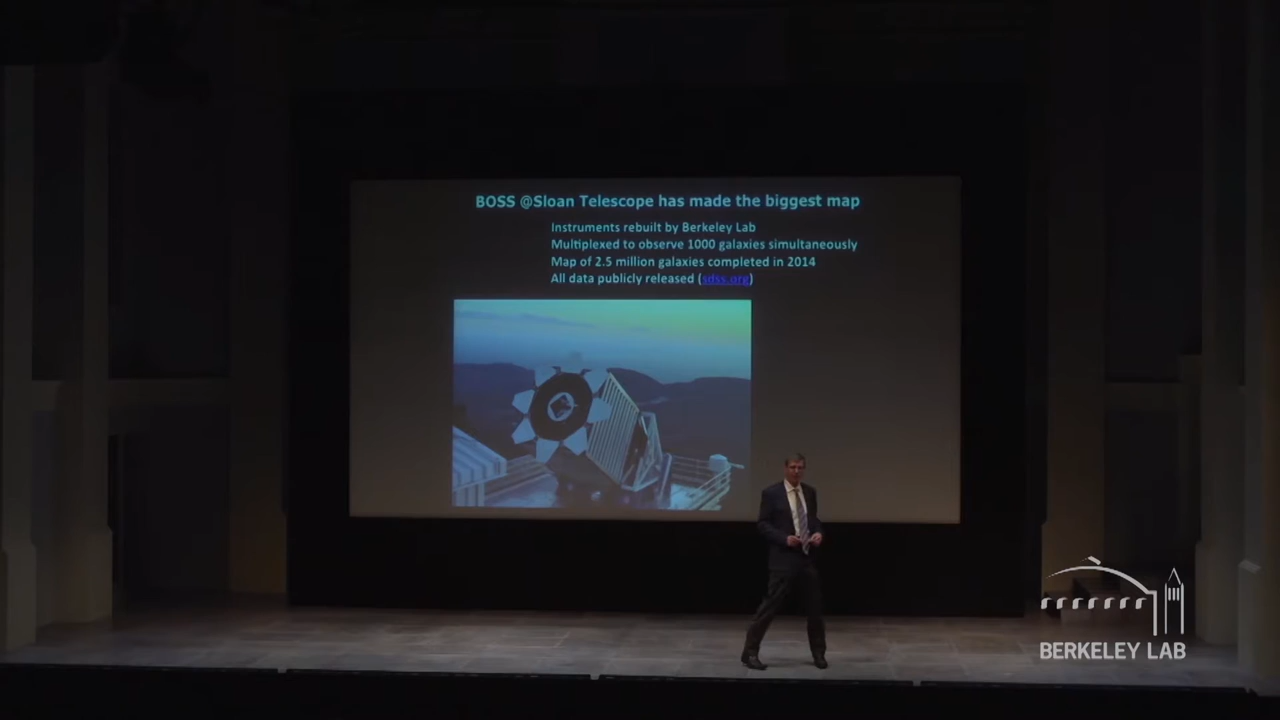 BOSS @Sloan Telescope has made the biggest map
Instruments rebuilt by Berkeley Lab
Multiplexed to observe 1000 galaxies simultaneously
Map of 2.5 million galaxies completed in 2014
All data publicly released (sdss.org)
BERKELEY LAB